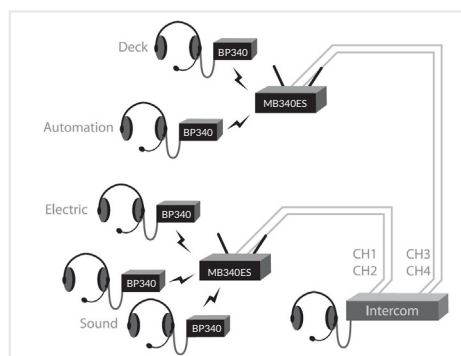 Deck
BP340
MB340ES
Automation
BP340
Electric
BP340
MB340ES
BP340
Sound
BP340
CH1
CH2
CH3
CH4
Intercom